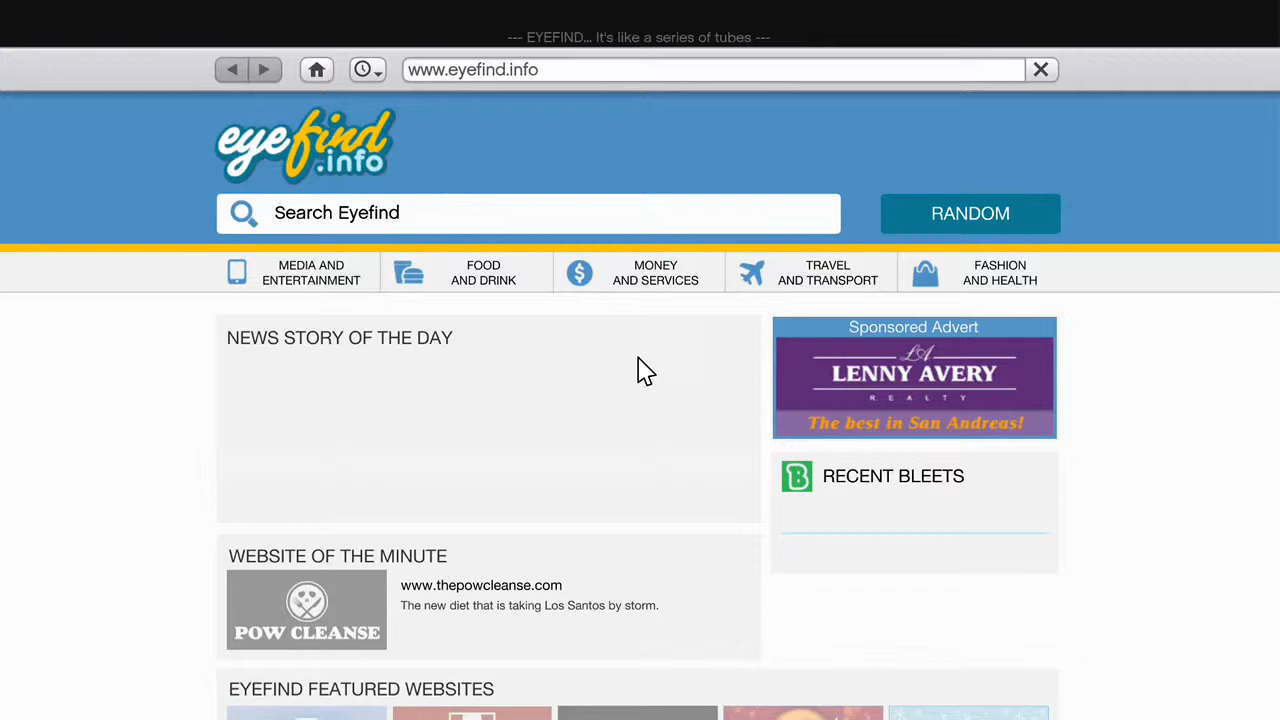 --- EYEFIND... It's like a series of tubes ---
www.eyefind.info
eyefind
.info
Search Eyefind
RANDOM
MEDIA AND
ENTERTAINMENT
FOOD
AND DRINK
MONEY
AND SERVICES
TRAVEL
AND TRANSPORT
FASHION
AND HEALTH
NEWS STORY OF THE DAY
Sponsored Advert
LA
LENNY AVERY
REALTY
The best in San Andreas!
B
RECENT BLEETS
WEBSITE OF THE MINUTE
POW CLEANSE
www.thepowcleanse.com
The new diet that is taking Los Santos by storm.
EYEFIND FEATURED WEBSITES